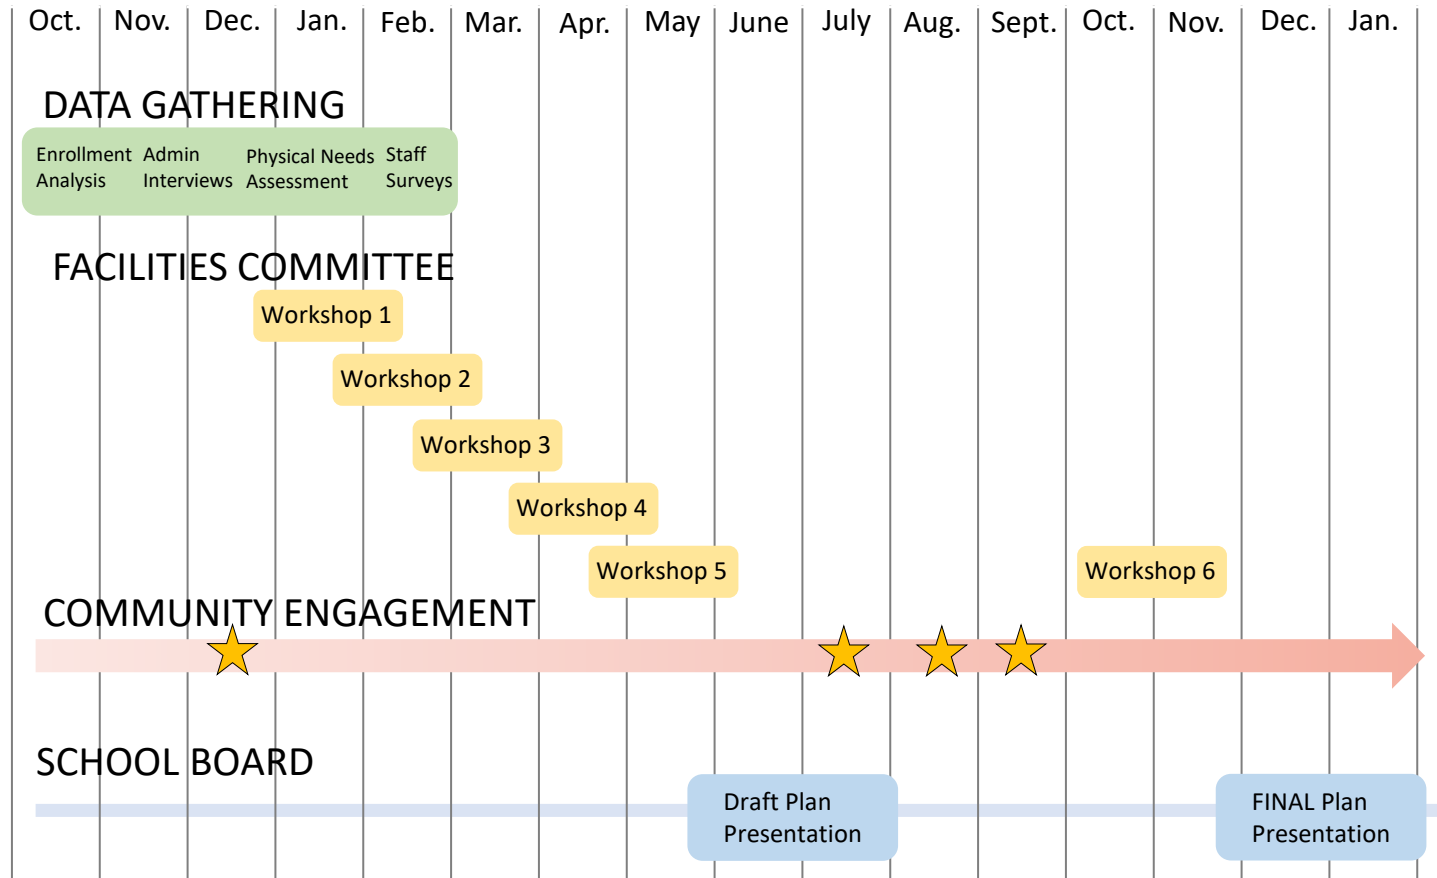 Oct. Nov. Dec. Jan. Feb. Mar. Apr. May June July Aug. Sept. Oct. Nov. Dec. Jan.
DATA GATHERING
Enrollment Admin Physical Needs Staff
Analysis Interviews Assessment Surveys
FACILITIES COMMITTEE
Workshop 1
Workshop 2
Workshop 3
Workshop 4
Workshop 5
Workshop 6
COMMUNITY ENGAGEMENT
SCHOOL BOARD
Draft Plan
Presentation
FINAL Plan
Presentation